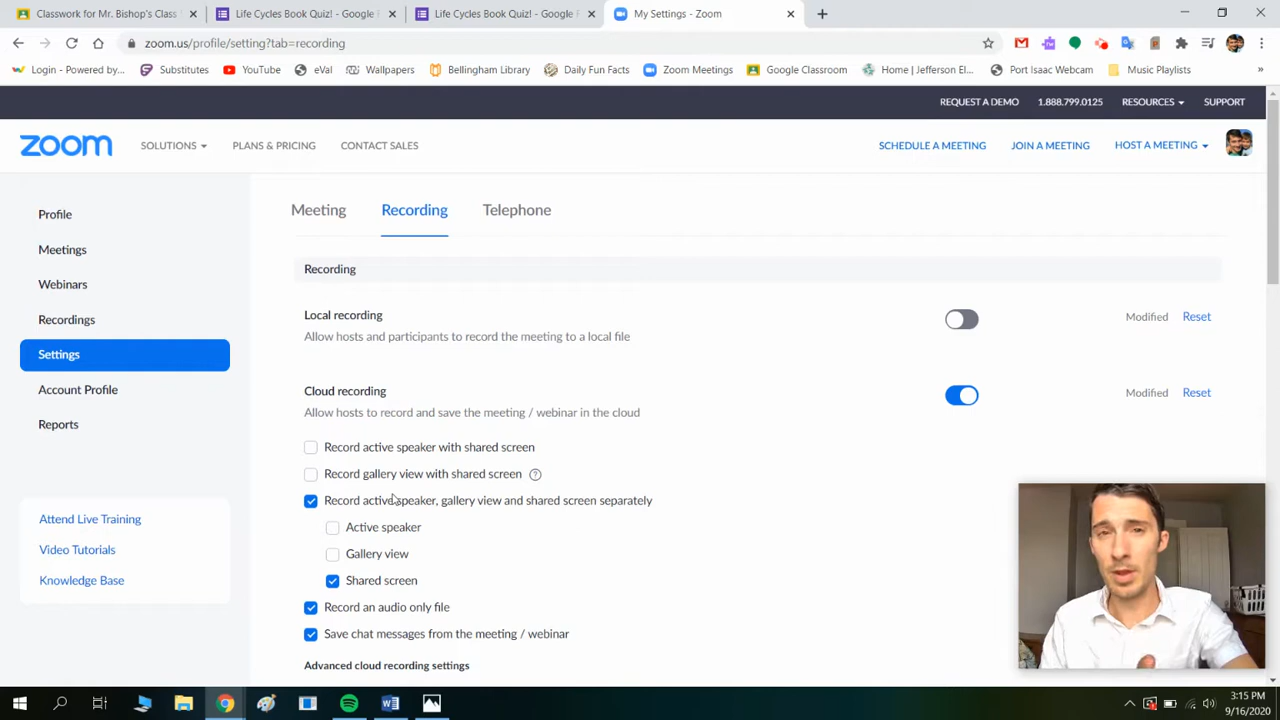 Classwork for Mr. Bishop's Class
Life Cycles Book Quiz! - Google F
Life Cycles Book Quiz! - Google F
My Settings - Zoom
zoom.us/profile/setting?tab=recording
Login - Powered by...
Substitutes
YouTube
eVal
Wallpapers
Bellingham Library
Daily Fun Facts
Zoom Meetings
Google Classroom
Home | Jefferson El...
Port Isaac Webcam
Music Playlists
REQUEST A DEMO
1.888.799.0125
RESOURCES
SUPPORT
zoom
SOLUTIONS
PLANS & PRICING
CONTACT SALES
SCHEDULE A MEETING
JOIN A MEETING
HOST A MEETING
Profile
Meetings
Webinars
Recordings
Settings
Account Profile
Reports
Attend Live Training
Video Tutorials
Knowledge Base
Meeting
Recording
Telephone
Recording
Local recording
Allow hosts and participants to record the meeting to a local file
Modified
Reset
Cloud recording
Allow hosts to record and save the meeting / webinar in the cloud
Modified
Reset
Record active speaker with shared screen
Record gallery view with shared screen
Record active speaker, gallery view and shared screen separately
Active speaker
Gallery view
Shared screen
Record an audio only file
Save chat messages from the meeting / webinar
Advanced cloud recording settings
3:15 PM
9/16/2020